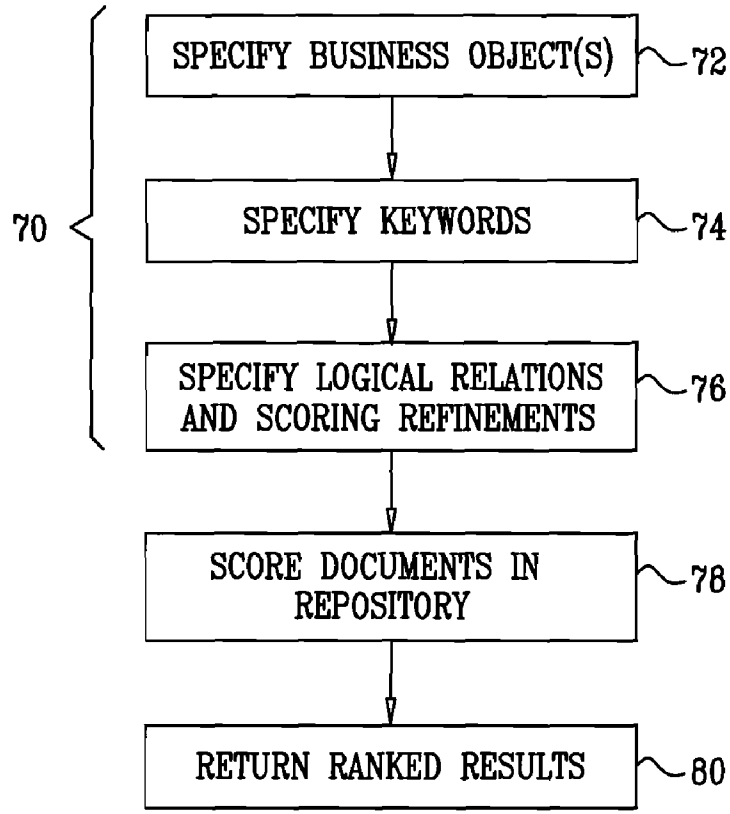 SPECIFY BUSINESS OBJECT(S)
72
SPECIFY KEYWORDS
74
70
SPECIFY LOGICAL RELATIONS
AND SCORING REFINEMENTS
76
SCORE DOCUMENTS IN
REPOSITORY
78
RETURN RANKED RESULTS
80